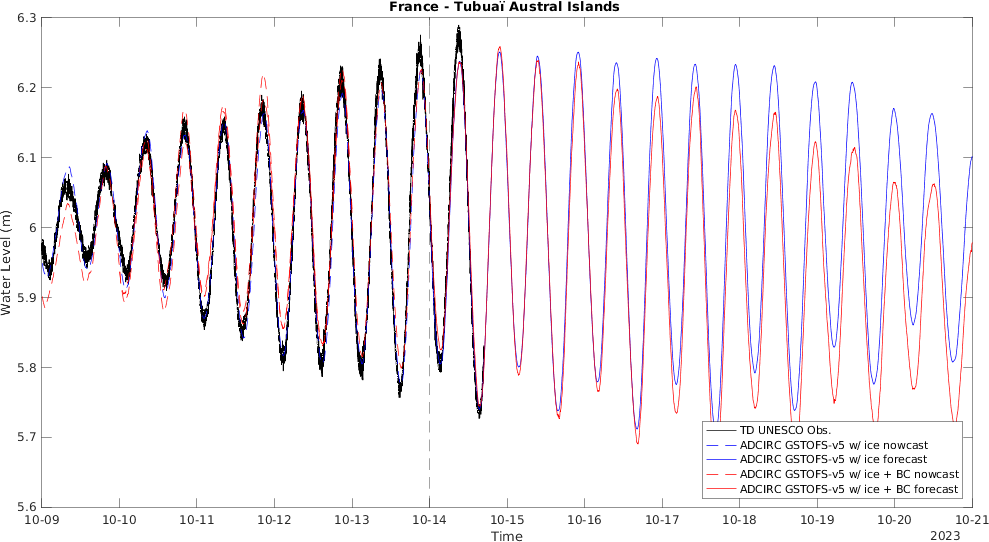 France - Tubuaï Austral Islands
6.3
6.2
6.1
6
5.9
5.8
5.7
5.6
Water Level (m)
TD UNESCO Obs.
ADCIRC GSTOFS-v5 w/ ice nowcast
ADCIRC GSTOFS-v5 w/ ice forecast
ADCIRC GSTOFS-v5 w/ ice + BC nowcast
ADCIRC GSTOFS-v5 w/ ice + BC forecast
10-09 10-10 10-11 10-12 10-13 10-14 10-15 10-16 10-17 10-18 10-19 10-20 10-21
Time
2023